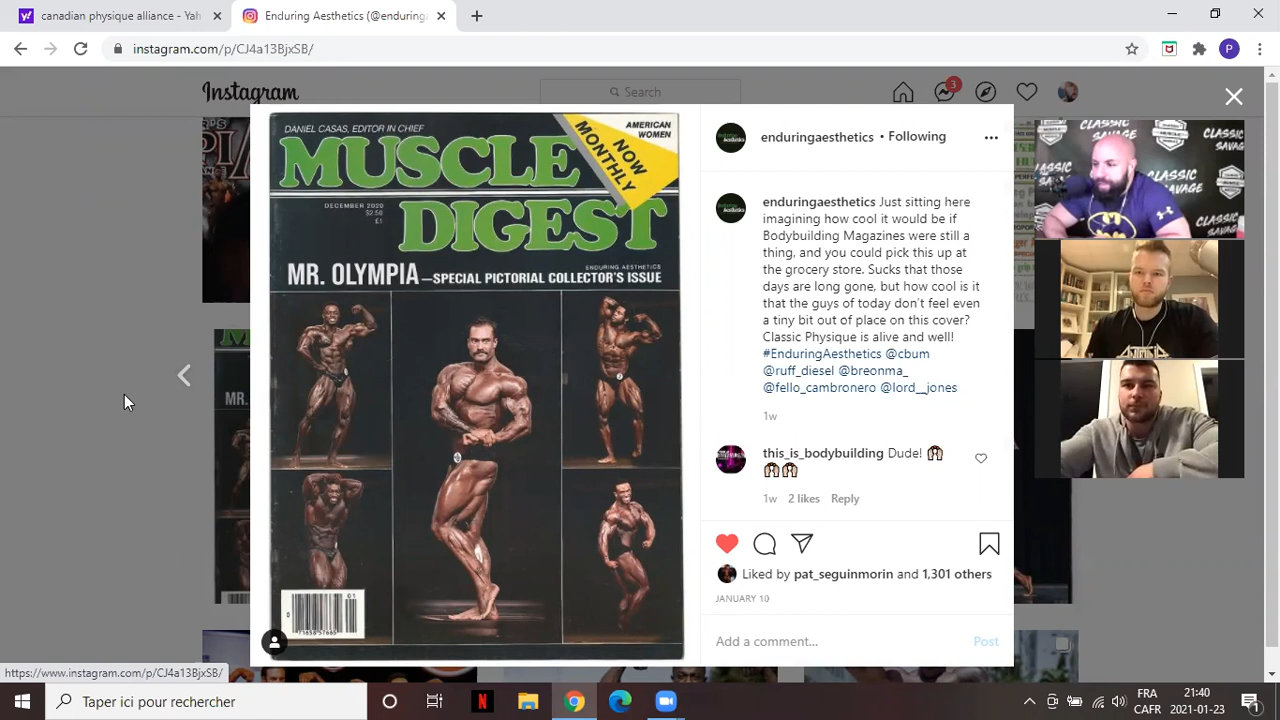 canadian physique alliance - Yah
Enduring Aesthetics (@enduring
instagram.com/p/CJ4a13BjxSB/
P
Instagram
Search
3
DANIEL CASAS, EDITOR IN CHIEF
AMERICAN
WOMEN
NOW
MONTHLY
MUSCLE
DIGEST
DECEMBER 2020
$2.50
£1
ENDURING AESTHETICS
MR. OLYMPIA—SPECIAL PICTORIAL COLLECTOR'S ISSUE
enduringaesthetics • Following
enduringaesthetics Just sitting here
imagining how cool it would be if
Bodybuilding Magazines were still a
thing, and you could pick this up at
the grocery store. Sucks that those
days are long gone, but how cool is it
that the guys of today don't feel even
a tiny bit out of place on this cover?
Classic Physique is alive and well!
#EnduringAesthetics @cbum
@ruff_diesel @breonma_
@fello_cambronero @lord__jones
1w
this_is_bodybuilding Dude!
1w 2 likes Reply
Liked by pat_seguinmorin and 1,301 others
JANUARY 10
Add a comment... Post
CLASSIC
SAVAGE
CLASSIC
SAVAGE
https://www.instagram.com/p/CJ4a13BjxSB/
Taper ici pour rechercher
FRA
CAFR
21:40
2021-01-23
1